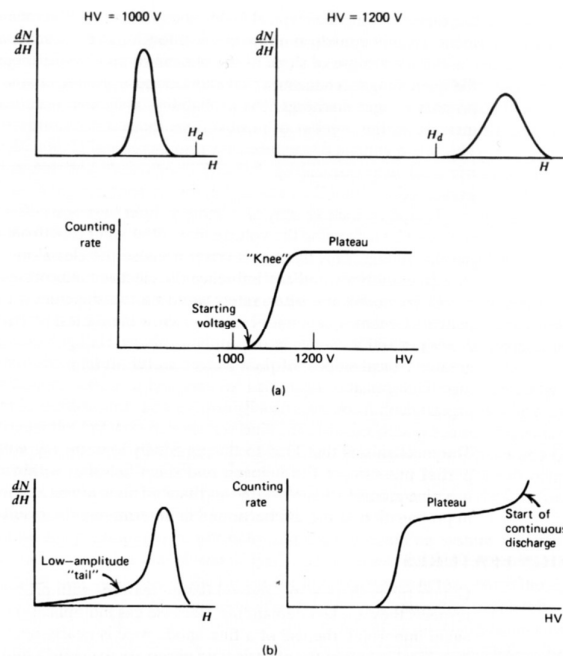 HV = 1000 V
HV = 1200 V
dN
dH
H_d
H
dN
dH
H_d
H
Counting
rate
"Knee"
Plateau
Starting
voltage
1000
1200 V
HV
(a)
dN
dH
Low—amplitude
"tail"
H
Counting
rate
Plateau
Start of
continuous
discharge
HV
(b)